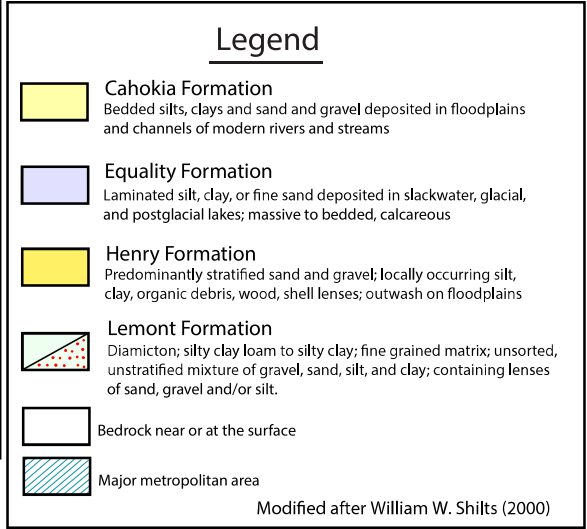 Legend
Cahokia Formation
Bedded silts, clays and sand and gravel deposited in floodplains
and channels of modern rivers and streams
Equality Formation
Laminated silt, clay, or fine sand deposited in slackwater, glacial,
and postglacial lakes; massive to bedded, calcareous
Henry Formation
Predominantly stratified sand and gravel; locally occurring silt,
clay, organic debris, wood, shell lenses; outwash on floodplains
Lemont Formation
Diamicton; silty clay loam to silty clay; fine grained matrix; unsorted,
unstratified mixture of gravel, sand, silt, and clay; containing lenses
of sand, gravel and/or silt.
Bedrock near or at the surface
Major metropolitan area
Modified after William W. Shilts (2000)